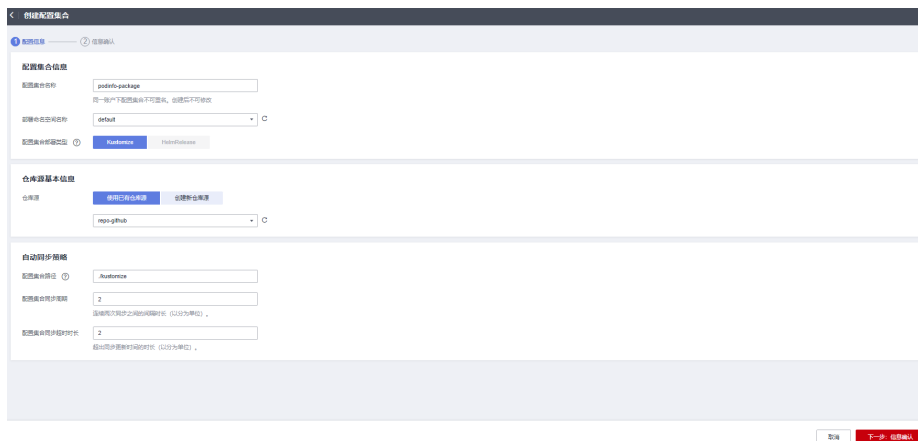 创建配置集合
1 配置信息 2 信息确认
配置集合信息
配置集合名称 podinfo-package
同一账户下配置集合不可重名，创建后不可修改
部署命名空间名称 default
配置集合部署类型 Kustomize HelmRelease
仓库源基本信息
仓库源 使用已有仓库源 创建新仓库源
repo-github
自动同步策略
配置集合路径 ./kustomize
配置集合同步周期 2
连续两次同步之间的间隔时长（以分为单位）。
配置集合同步超时时长 2
超出同步更新时间的时长（以分为单位）。
取消 下一步：信息确认